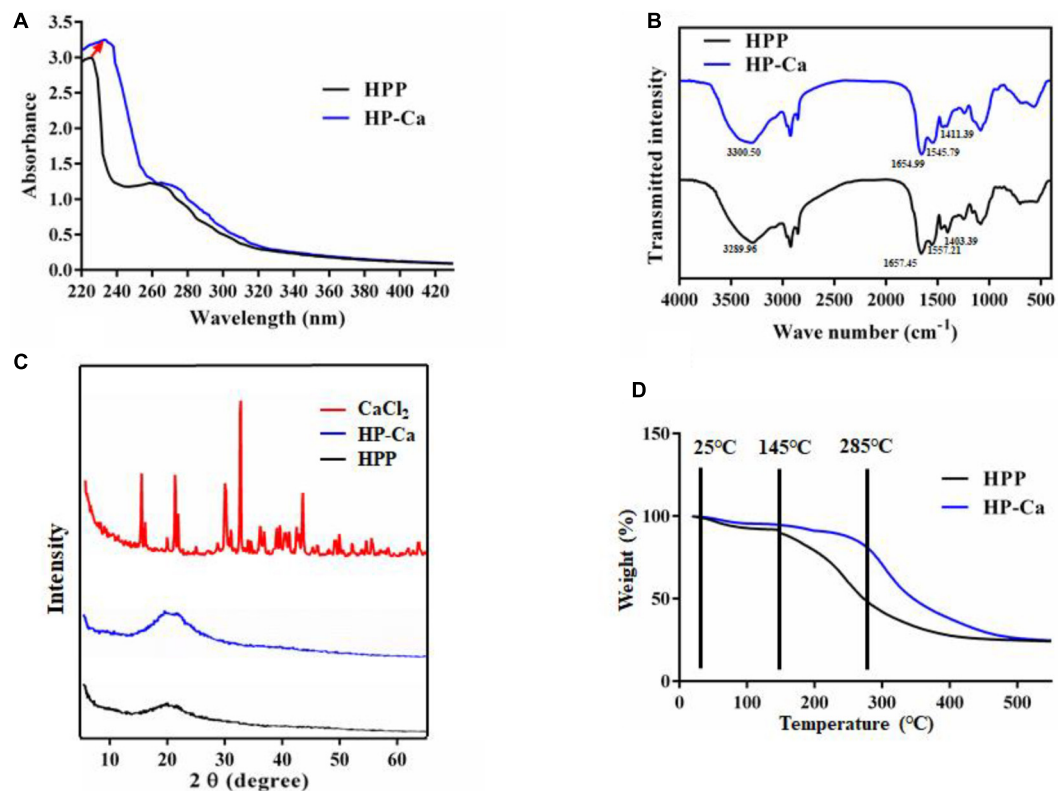 A
3.5
3.0
2.5
2.0
1.5
1.0
0.5
0.0
Absorbance
HPP
HP-Ca
220 240 260 280 300 320 340 360 380 400 420
Wavelength (nm)
B
Transmitted intensity
HPP
HP-Ca
3300.50
1654.99
1545.79
1411.39
3289.96
1657.45
1557.21
1403.39
4000 3500 3000 2500 2000 1500 1000 500
Wave number (cm⁻¹)
C
Intensity
CaCl₂
HP-Ca
HPP
10 20 30 40 50 60
2 θ (degree)
D
150
100
50
0
Weight (%)
25°C 145°C 285°C
HPP
HP-Ca
0 100 200 300 400 500
Temperature (°C)